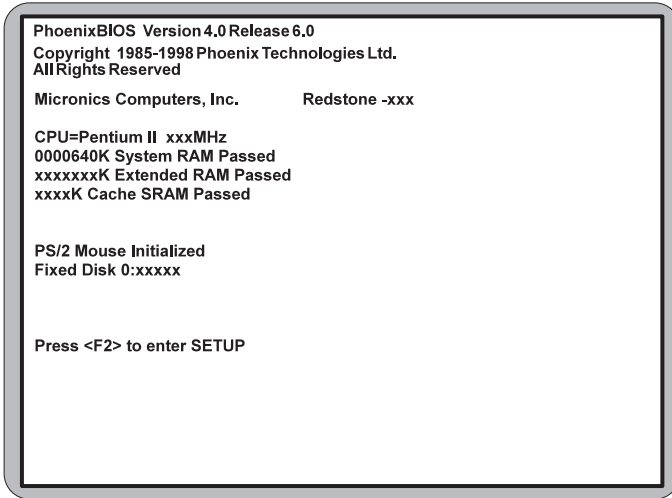 PhoenixBIOS Version 4.0 Release 6.0
Copyright 1985-1998 Phoenix Technologies Ltd.
All Rights Reserved
Micronics Computers, Inc. Redstone -xxx
CPU=Pentium II xxxMHz
0000640K System RAM Passed
xxxxxxxK Extended RAM Passed
xxxxK Cache SRAM Passed
PS/2 Mouse Initialized
Fixed Disk 0:xxxxx
Press <F2> to enter SETUP